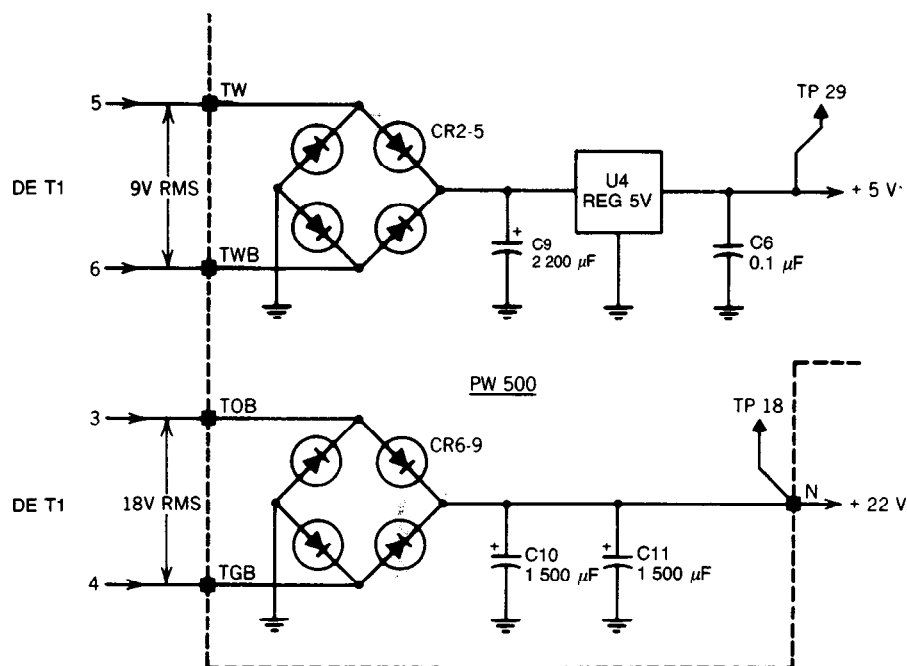 5
TW
TP 29
CR2-5
DE T1
9V RMS
U4
REG 5V
+ 5 V
+
C9
2 200 µF
C6
0.1 µF
6
TWB
PW 500
3
TOB
TP 18
CR6-9
N
DE T1
18V RMS
+ 22 V
+
C10
1 500 µF
+
C11
1 500 µF
4
TGB